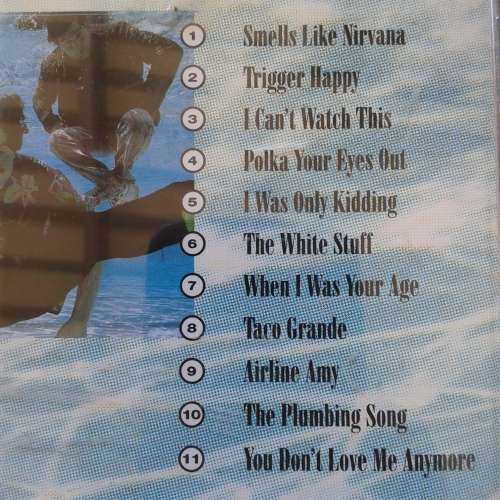 1 Smells Like Nirvana
2 Trigger Happy
3 I Can't Watch This
4 Polka Your Eyes Out
5 I Was Only Kidding
6 The White Stuff
7 When I Was Your Age
8 Taco Grande
9 Airline Amy
10 The Plumbing Song
11 You Don't Love Me Anymore